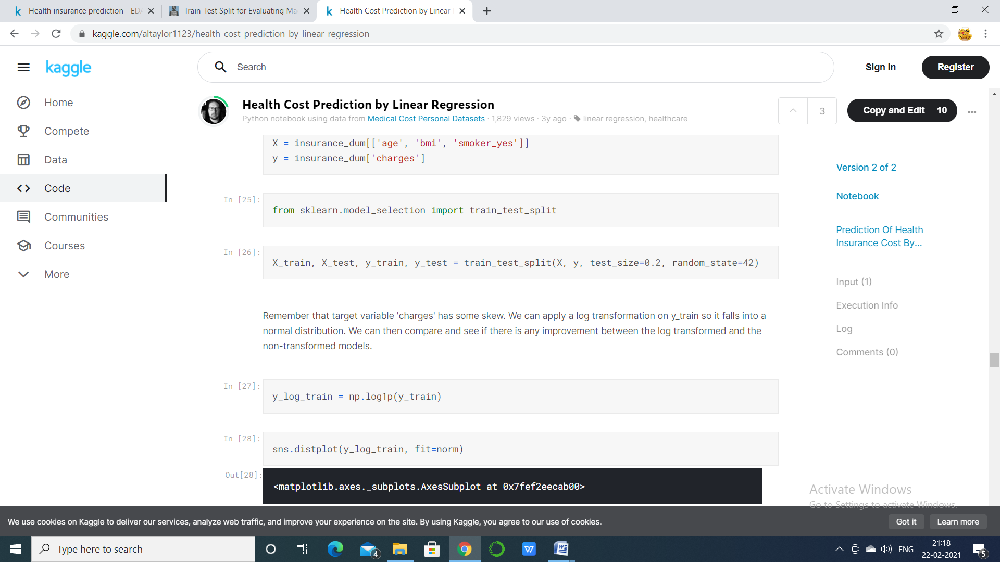 Health insurance prediction - ED
Train-Test Split for Evaluating Ma
Health Cost Prediction by Linear
kaggle.com/altaylor1123/health-cost-prediction-by-linear-regression
kaggle
Search
Sign In
Register
Home
Compete
Data
Code
Communities
Courses
More
Health Cost Prediction by Linear Regression
Python notebook using data from Medical Cost Personal Datasets · 1,829 views · 3y ago · linear regression, healthcare
3
Copy and Edit 10
X = insurance_dum[['age', 'bmi', 'smoker_yes']]
y = insurance_dum['charges']
In [25]:
from sklearn.model_selection import train_test_split
In [26]:
X_train, X_test, y_train, y_test = train_test_split(X, y, test_size=0.2, random_state=42)
Remember that target variable 'charges' has some skew. We can apply a log transformation on y_train so it falls into a
normal distribution. We can then compare and see if there is any improvement between the log transformed and the
non-transformed models.
In [27]:
y_log_train = np.log1p(y_train)
In [28]:
sns.distplot(y_log_train, fit=norm)
Out[28]:
<matplotlib.axes._subplots.AxesSubplot at 0x7fef2eecab00>
Version 2 of 2
Notebook
Prediction Of Health
Insurance Cost By...
Input (1)
Execution Info
Log
Comments (0)
Activate Windows
Go to Settings to activate Windows.
We use cookies on Kaggle to deliver our services, analyze web traffic, and improve your experience on the site. By using Kaggle, you agree to our use of cookies.
Got it
Learn more
Type here to search
4
ENG
21:18
22-02-2021
5